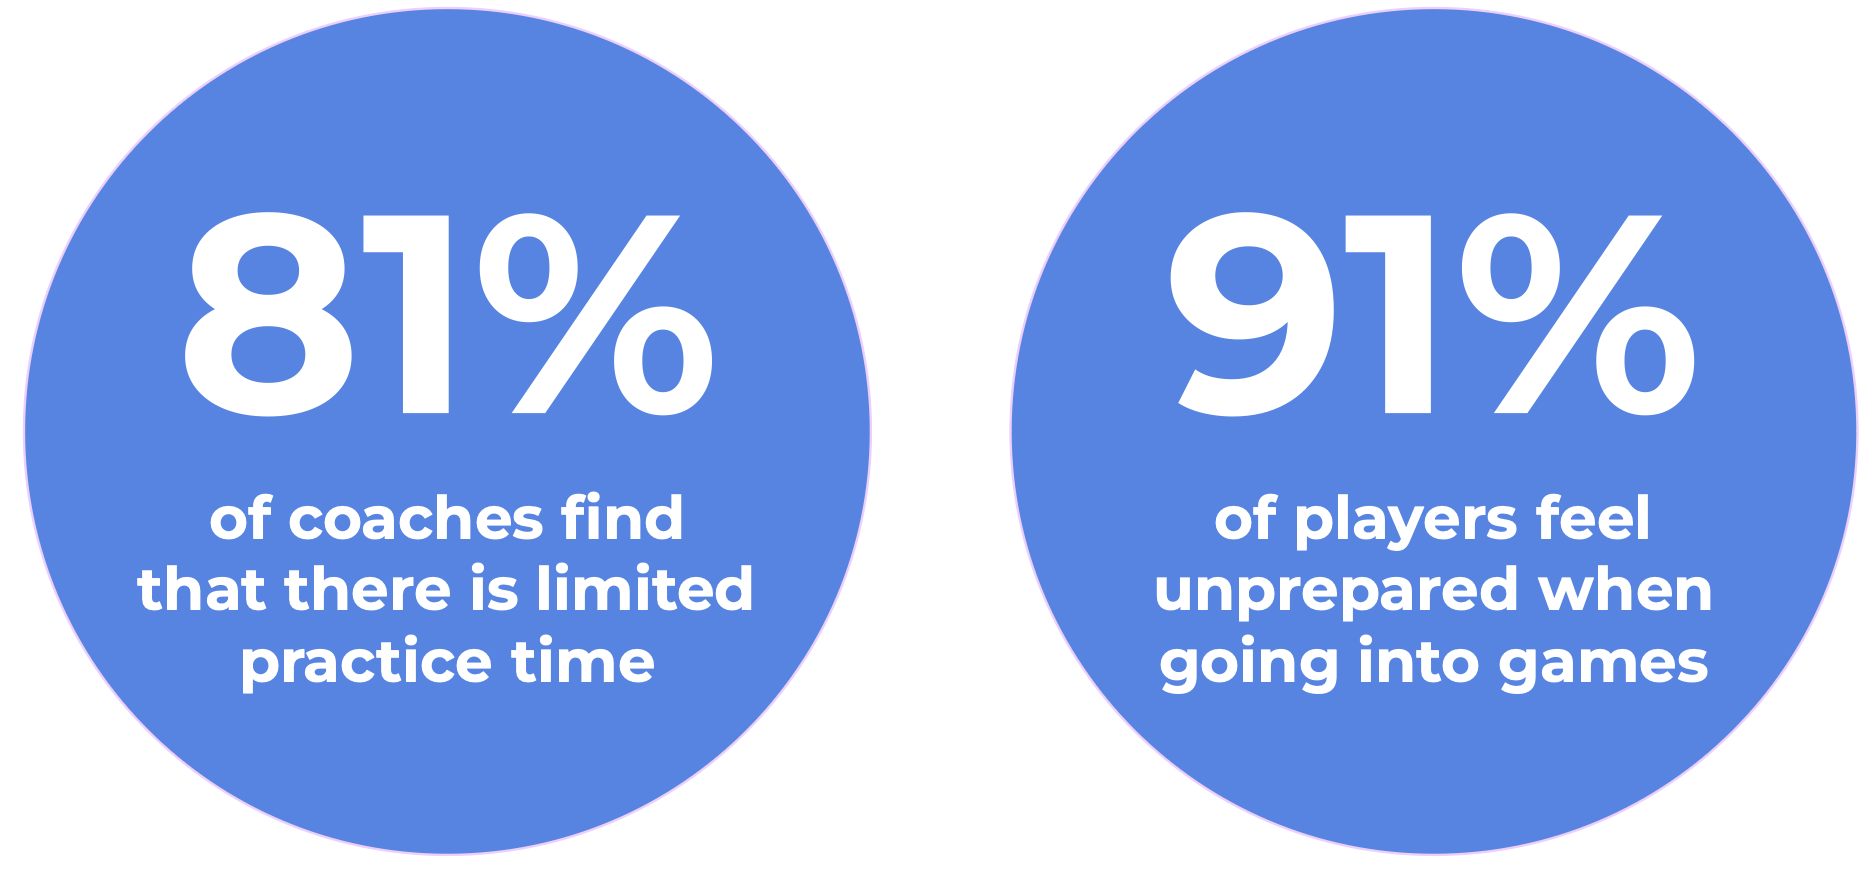 81%
of coaches find
that there is limited
practice time
91%
of players feel
unprepared when
going into games